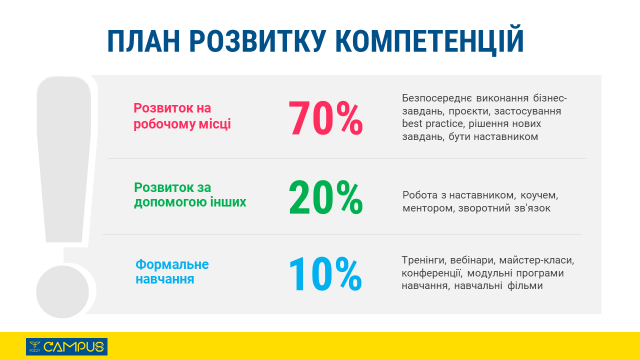 ПЛАН РОЗВИТКУ КОМПЕТЕНЦІЙ
Розвиток на
робочому місці
70%
Безпосереднє виконання бізнес-
завдань, проєкти, застосування
best practice, рішення нових
завдань, бути наставником
Розвиток за
допомогою інших
20%
Робота з наставником, коучем,
ментором, зворотний зв'язок
Формальне
навчання
10%
Тренінги, вебінари, майстер-класи,
конференції, модульні програми
навчання, навчальні фільми
CAMPUS